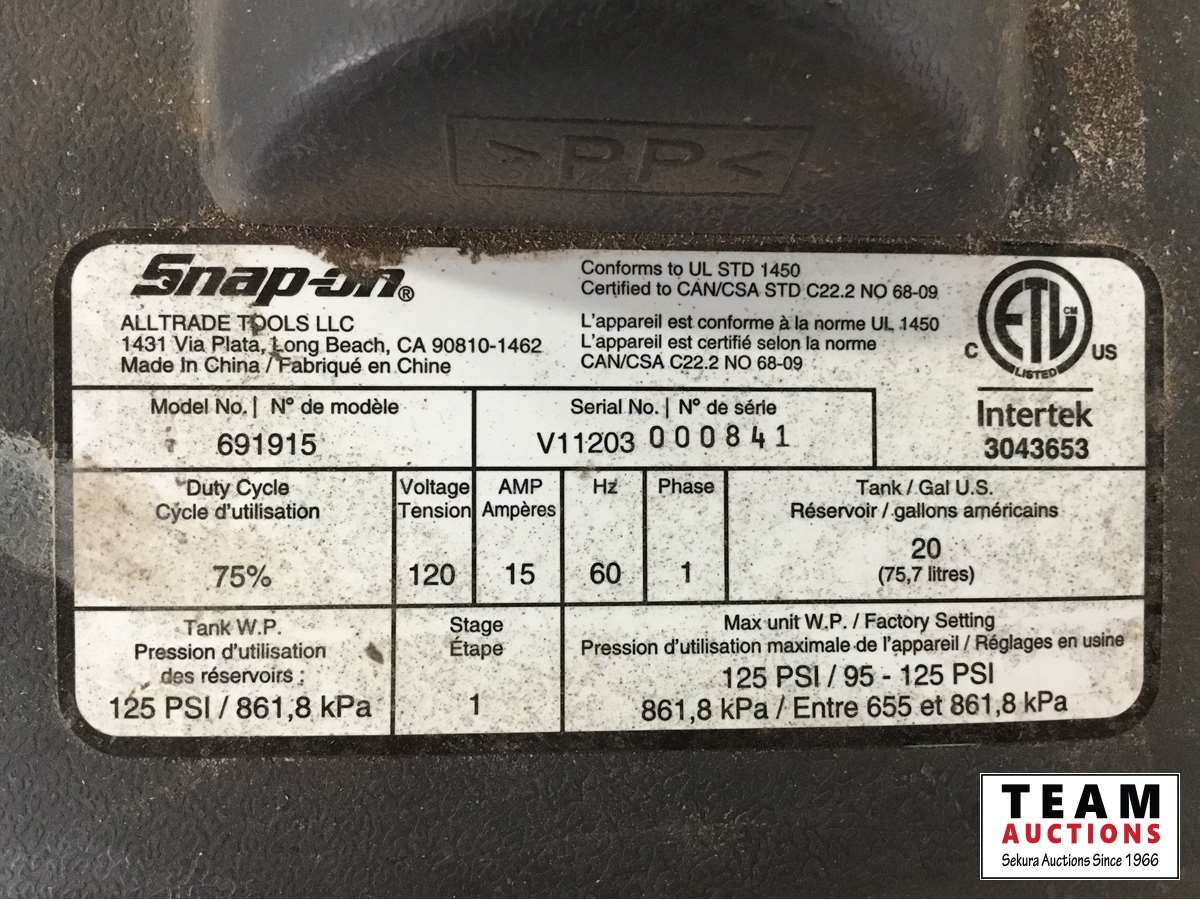 >PP<
Snap-on®
ALLTRADE TOOLS LLC
1431 Via Plata, Long Beach, CA 90810-1462
Made In China / Fabriqué en Chine
Conforms to UL STD 1450
Certified to CAN/CSA STD C22.2 NO 68-09
L'appareil est conforme à la norme UL 1450
L'appareil est certifié selon la norme
CAN/CSA C22.2 NO 68-09
ETL CM
C US
LISTED
Intertek
3043653
Model No. | N° de modèle
691915
Serial No. | N° de série
V11203 000841
Duty Cycle
Cycle d'utilisation
75%
Voltage
Tension
120
AMP
Ampères
15
Hz
60
Phase
1
Tank / Gal U.S.
Réservoir / gallons américains
20
(75,7 litres)
Tank W.P.
Pression d'utilisation
des réservoirs :
125 PSI / 861,8 kPa
Stage
Étape
1
Max unit W.P. / Factory Setting
Pression d'utilisation maximale de l'appareil / Réglages en usine
125 PSI / 95 - 125 PSI
861,8 kPa / Entre 655 et 861,8 kPa
TEAM
AUCTIONS
Sekura Auctions Since 1966